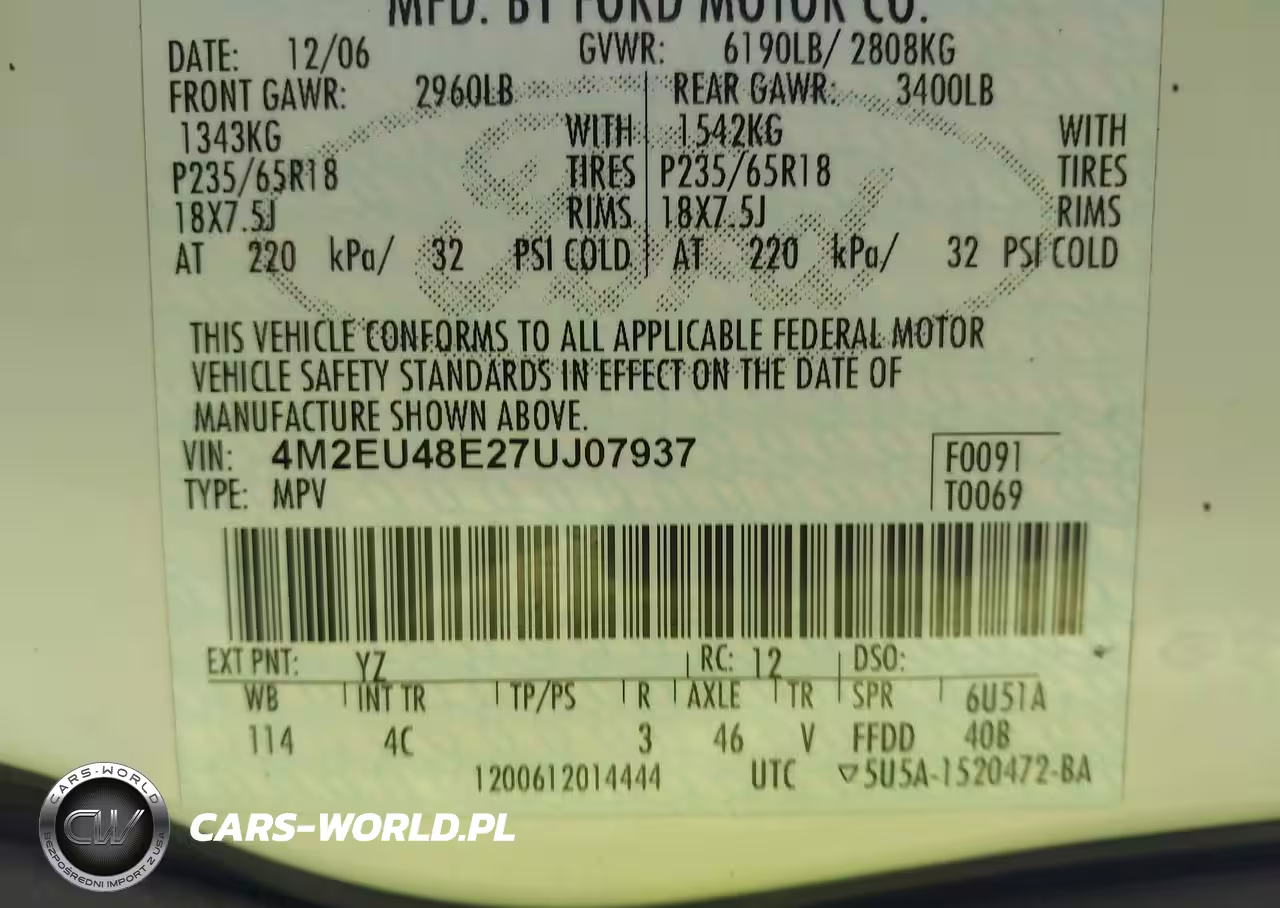 MFD. BY FORD MOTOR CO.
DATE: 12/06 GVWR: 6190LB/ 2808KG
FRONT GAWR: 2960LB REAR GAWR: 3400LB
1343KG WITH 1542KG WITH
P235/65R18 TIRES P235/65R18 TIRES
18X7.5J RIMS 18X7.5J RIMS
AT 220 kPa/ 32 PSI COLD AT 220 kPa/ 32 PSI COLD
THIS VEHICLE CONFORMS TO ALL APPLICABLE FEDERAL MOTOR
VEHICLE SAFETY STANDARDS IN EFFECT ON THE DATE OF
MANUFACTURE SHOWN ABOVE.
VIN: 4M2EU48E27UJ07937
F0091
TYPE: MPV
T0069
EXT PNT: YZ RC: 12 DSO:
WB INT TR TP/PS R AXLE TR SPR 6U51A
114 4C 3 46 V FFDD 40B
1200612014444 UTC ▽5U5A-1520472-BA
CARS-WORLD
CW
BEZPOŚREDNI IMPORT Z USA
CARS-WORLD.PL
Ford